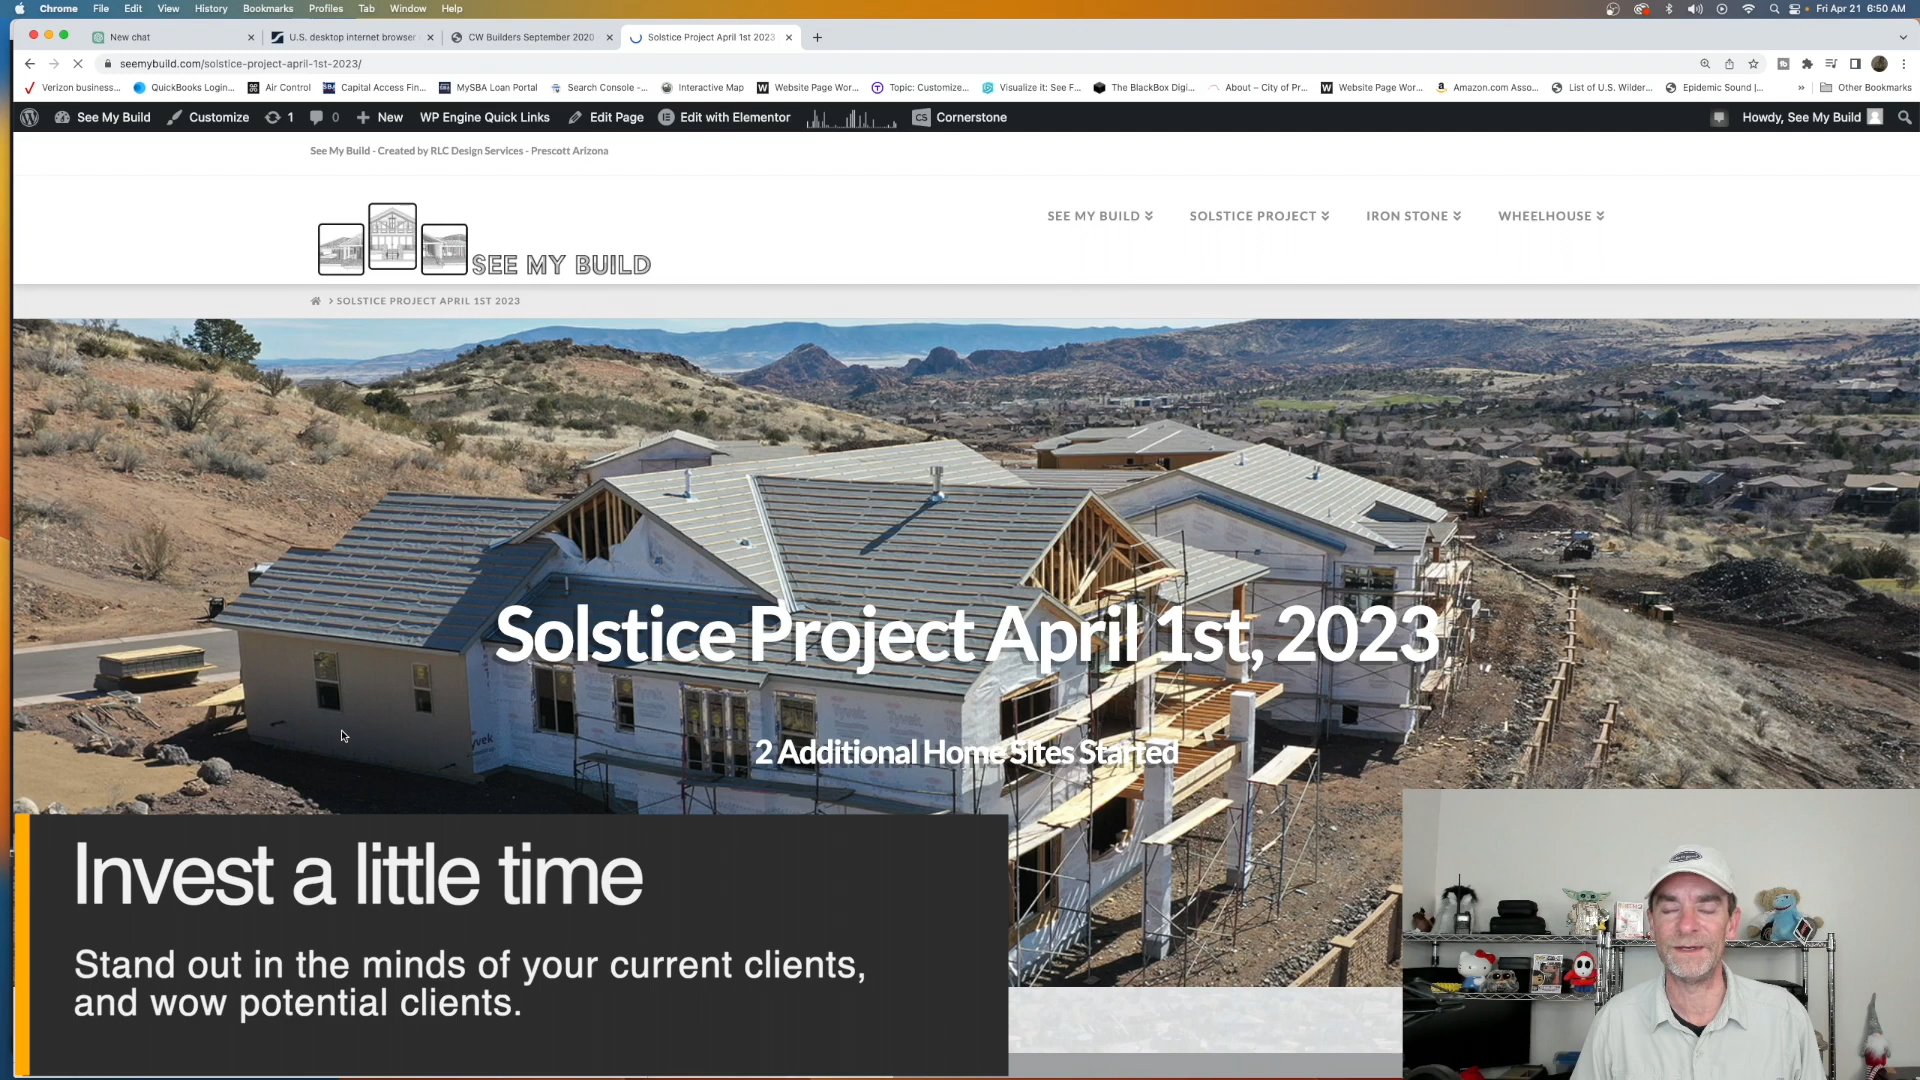 Chrome File Edit View History Bookmarks Profiles Tab Window Help Fri Apr 21 6:50 AM
New chat
U.S. desktop internet browser
CW Builders September 2020
Solstice Project April 1st 2023
seemybuild.com/solstice-project-april-1st-2023/
Verizon business... QuickBooks Login... Air Control Capital Access Fin... MySBA Loan Portal Search Console -... Interactive Map Website Page Wor... Topic: Customize... Visualize it: See F... The BlackBox Digi... About – City of Pr... Website Page Wor... Amazon.com Asso... List of U.S. Wilder... Epidemic Sound |... » Other Bookmarks
See My Build Customize 1 0 New WP Engine Quick Links Edit Page Edit with Elementor CS Cornerstone Howdy, See My Build
See My Build - Created by RLC Design Services - Prescott Arizona
SEE MY BUILD SOLSTICE PROJECT IRON STONE WHEELHOUSE
SEE MY BUILD
SOLSTICE PROJECT APRIL 1ST 2023
Solstice Project April 1st, 2023
2 Additional Home Sites Started
Invest a little time
Stand out in the minds of your current clients,
and wow potential clients.